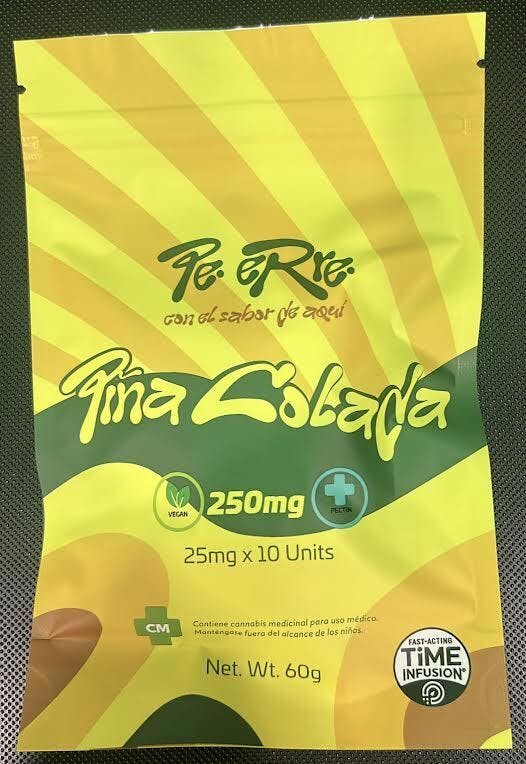 Pe. eRre.
con el sabor de aquí
Piña Colada
VEGAN
250mg
PECTIN
25mg x 10 Units
CM
Contiene cannabis medicinal para uso médico.
Manténgase fuera del alcance de los niños.
Net. Wt. 60g
FAST-ACTING
TiME
INFUSION®